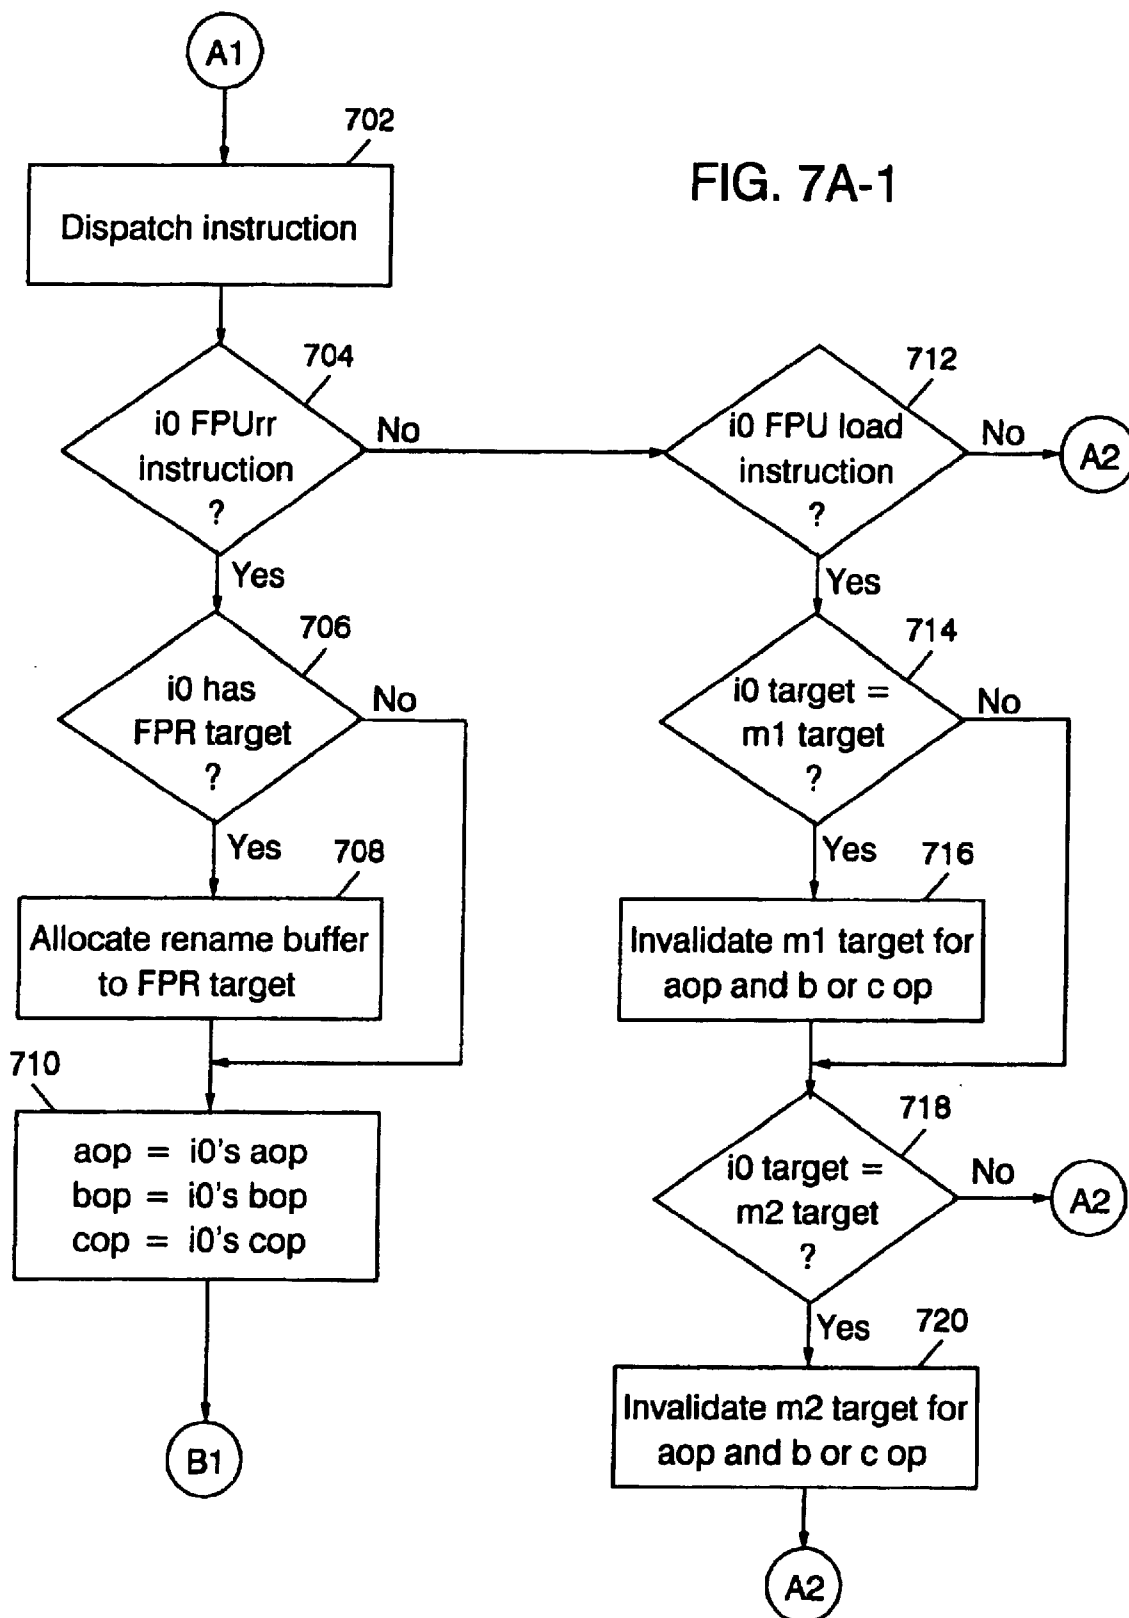 A1
702
Dispatch instruction
FIG. 7A-1
704
i0 FPUrr
instruction
?
No
Yes
712
i0 FPU load
instruction
?
No
A2
Yes
706
i0 has
FPR target
?
No
Yes
714
i0 target =
m1 target
?
No
Yes
708
Allocate rename buffer
to FPR target
716
Invalidate m1 target for
aop and b or c op
710
aop = i0's aop
bop = i0's bop
cop = i0's cop
B1
718
i0 target =
m2 target
?
No
A2
Yes
720
Invalidate m2 target for
aop and b or c op
A2